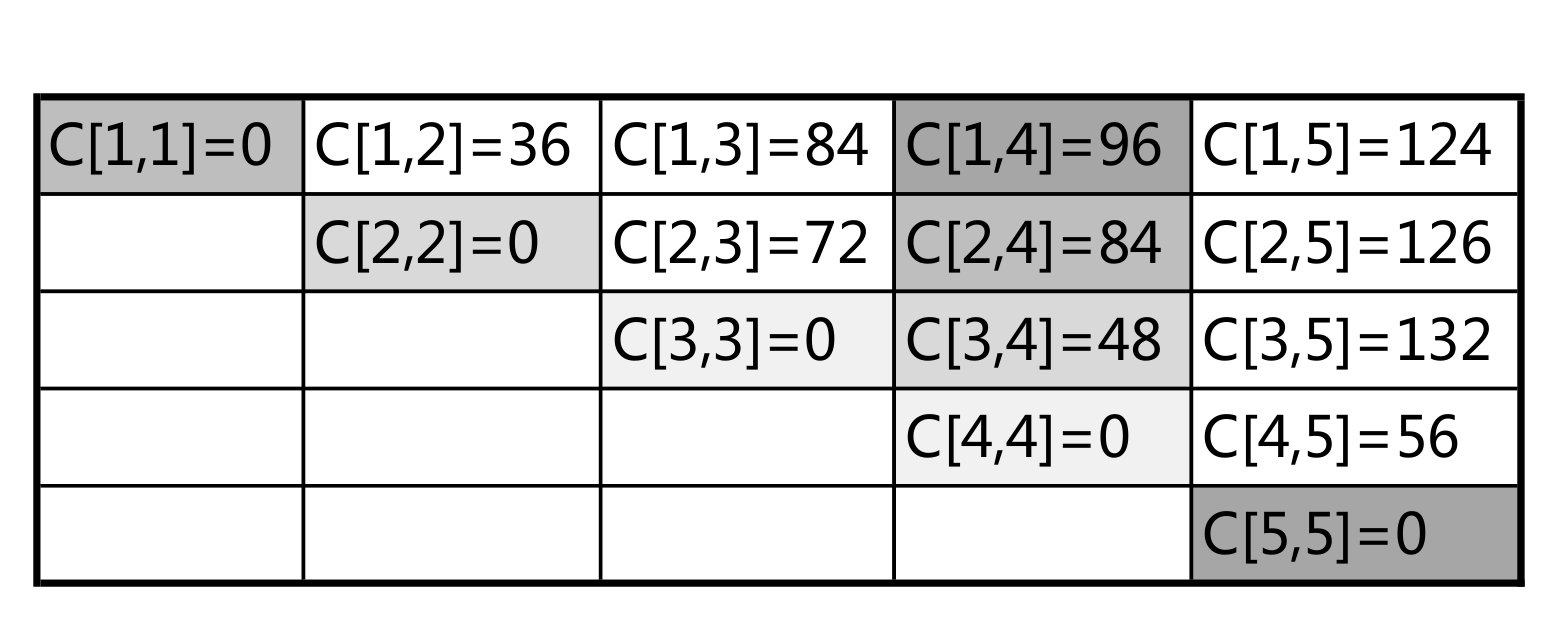 C[1,1]=0 C[1,2]=36 C[1,3]=84 C[1,4]=96 C[1,5]=124
C[2,2]=0 C[2,3]=72 C[2,4]=84 C[2,5]=126
C[3,3]=0 C[3,4]=48 C[3,5]=132
C[4,4]=0 C[4,5]=56
C[5,5]=0